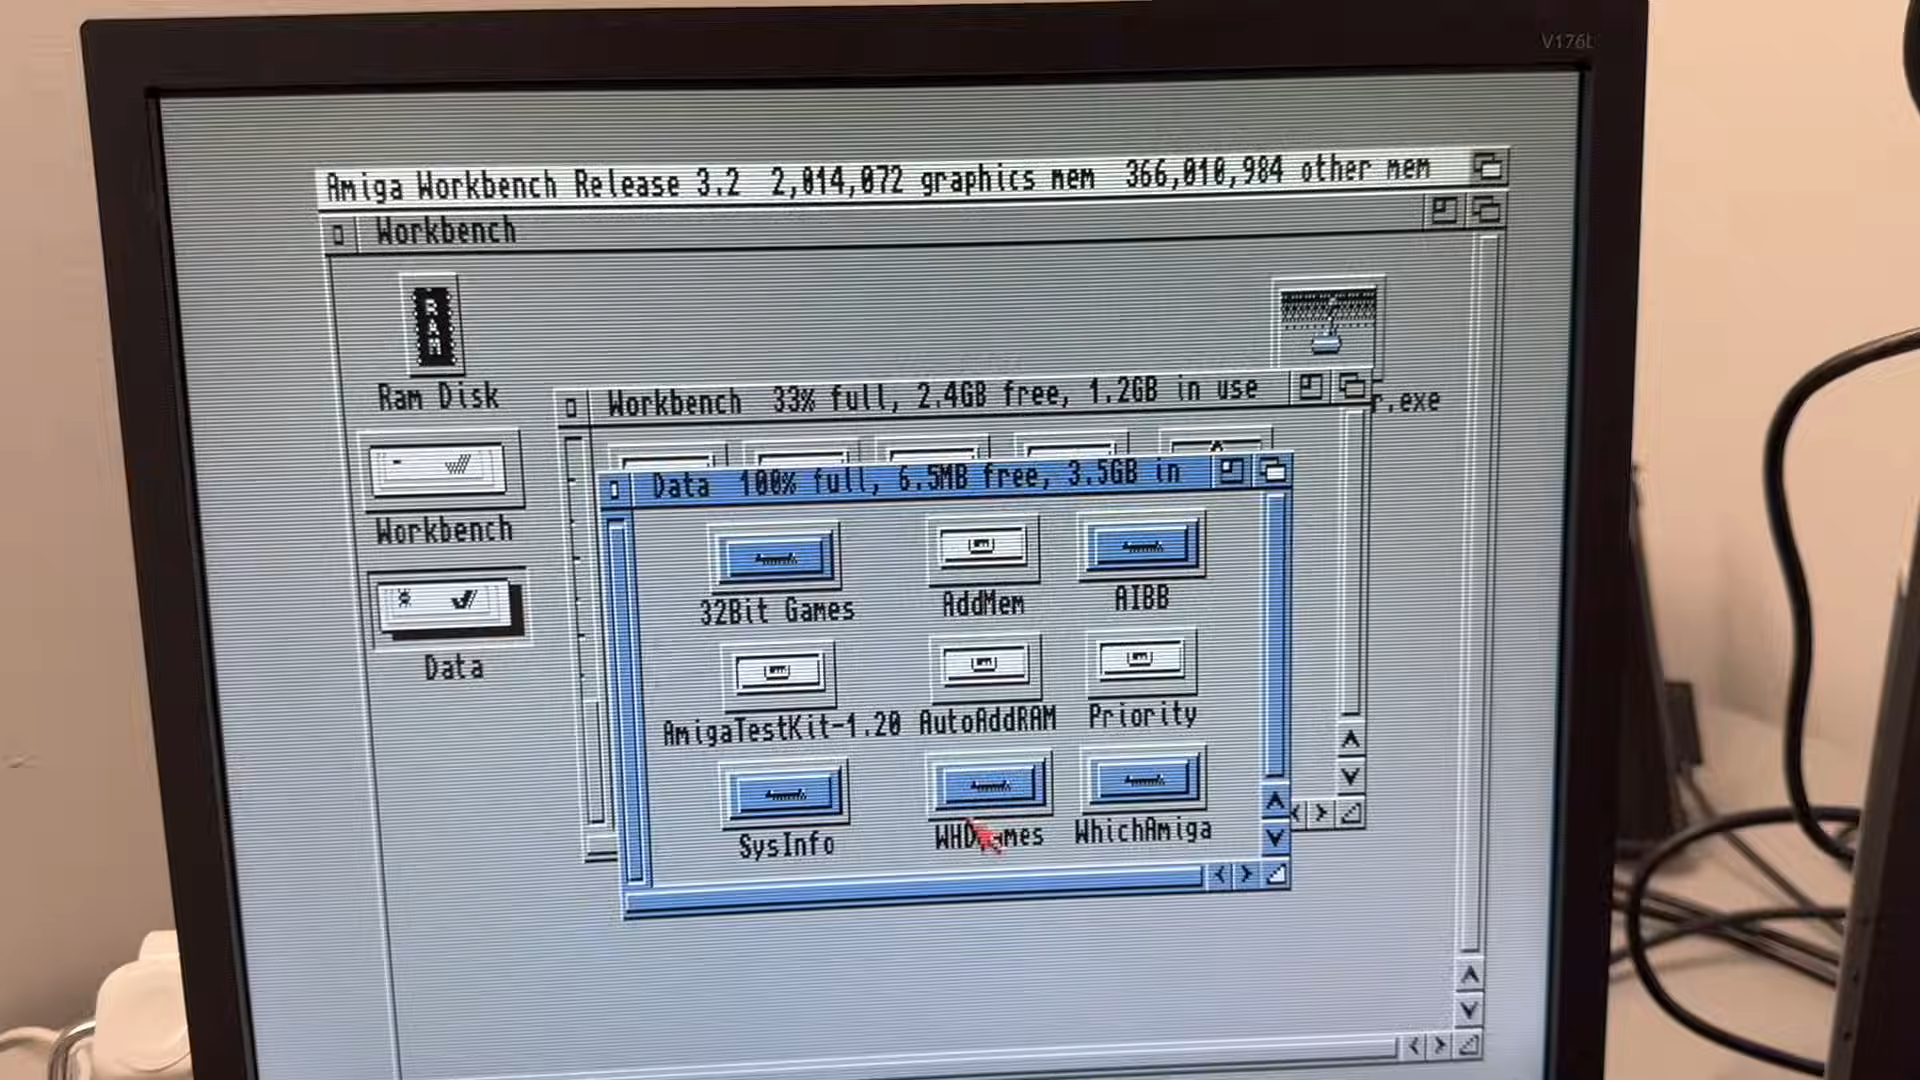 V176L
Amiga Workbench Release 3.2 2,014,072 graphics mem 366,010,984 other mem
Workbench
RAM
Ram Disk
r.exe
Workbench 33% full, 2.4GB free, 1.2GB in use
Data 100% full, 6.5MB free, 3.5GB in
Workbench
Data
32Bit Games
AddMem
AIBB
AmigaTestKit-1.20
AutoAddRAM
Priority
SysInfo
WHDGames
WhichAmiga